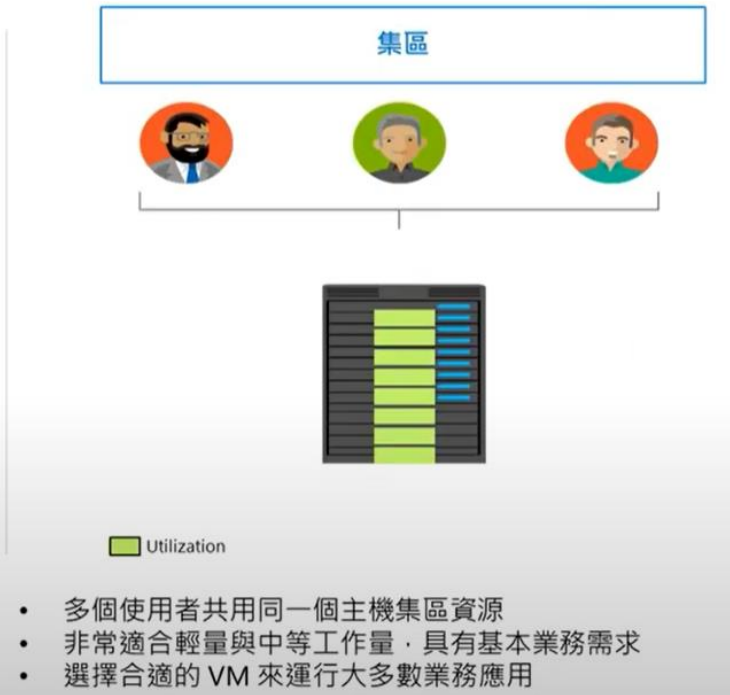 集區
Utilization
• 多個使用者共用同一個主機集區資源
• 非常適合輕量與中等工作量，具有基本業務需求
• 選擇合適的 VM 來運行大多數業務應用